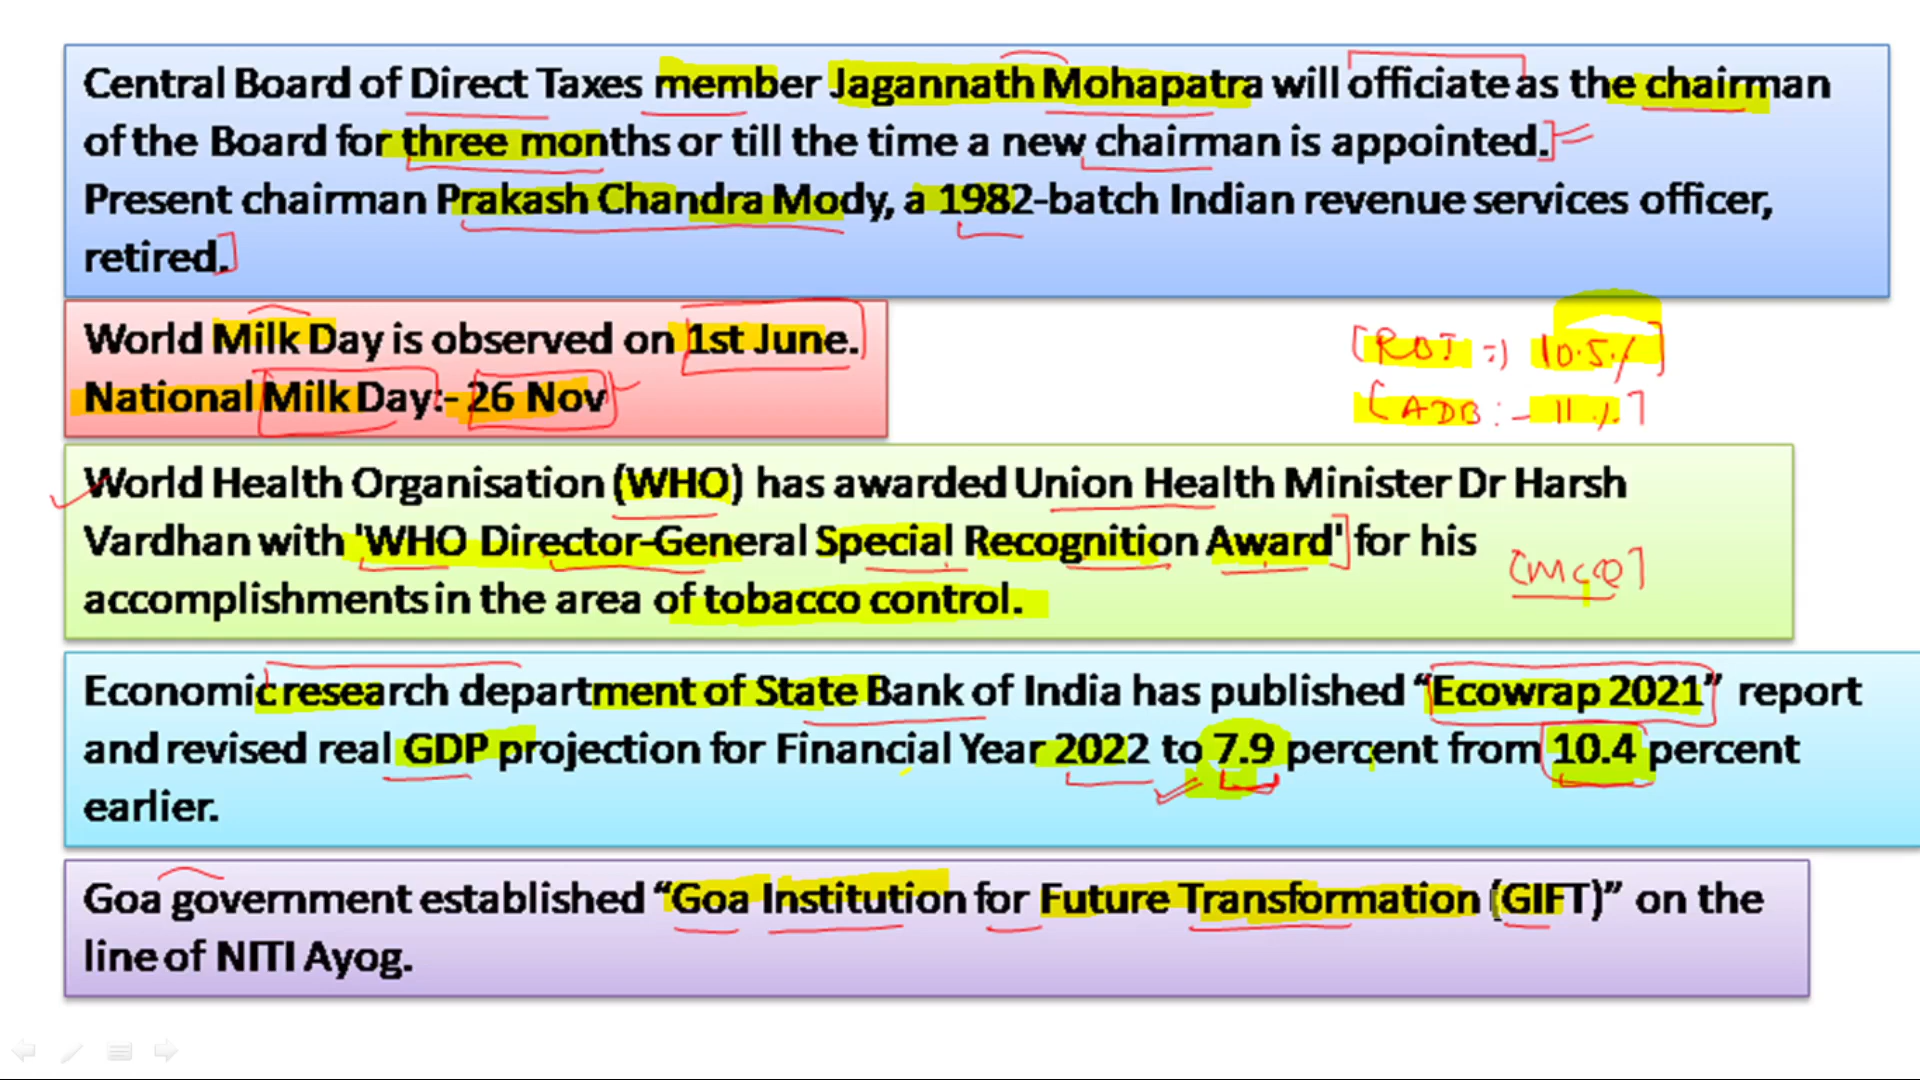 Central Board of Direct Taxes member Jagannath Mohapatra will officiate as the chairman
of the Board for three months or till the time a new chairman is appointed.
Present chairman Prakash Chandra Mody, a 1982-batch Indian revenue services officer,
retired.
World Milk Day is observed on 1st June.
National Milk Day:- 26 Nov
[RBI :-) 10.5%]
[ADB :- 11%]
World Health Organisation (WHO) has awarded Union Health Minister Dr Harsh
Vardhan with 'WHO Director-General Special Recognition Award' for his
accomplishments in the area of tobacco control.
[MCQ]
Economic research department of State Bank of India has published “Ecowrap 2021” report
and revised real GDP projection for Financial Year 2022 to 7.9 percent from 10.4 percent
earlier.
Goa government established “Goa Institution for Future Transformation (GIFT)” on the
line of NITI Ayog.